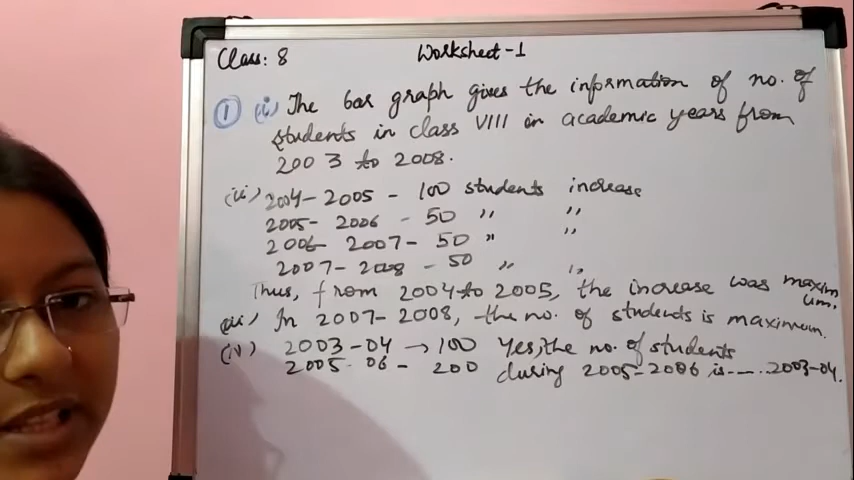 Class: 8 Worksheet-1
① (i) The bar graph gives the information of no. of
students in class VIII in academic years from
2003 to 2008.
(ii) 2004-2005 - 100 students increase
2005-2006 - 50 " "
2006-2007 - 50 " "
2007-2008 - 50 " "
Thus, from 2004 to 2005, the increase was maximum.
(iii) In 2007-2008, the no. of students is maximum.
(iv) 2003-04 → 100 Yes, the no. of students
2005-06 - 200 during 2005-2006 is --.. 2003-04.